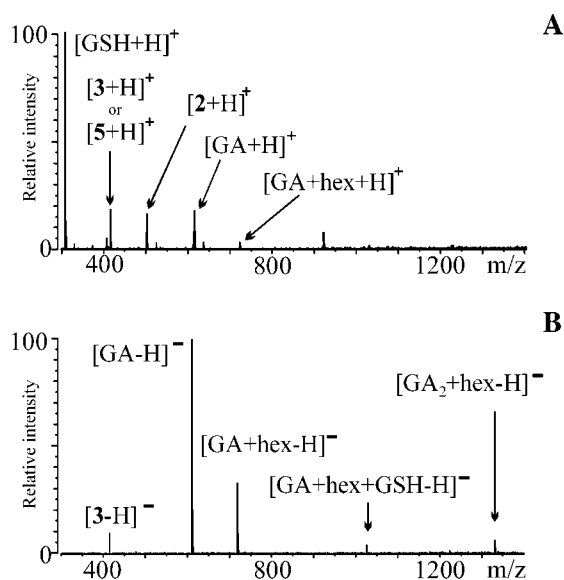 A
100
[GSH+H]+
[3+H]+
or
[5+H]+
[2+H]+
[GA+H]+
[GA+hex+H]+
Relative intensity
0
400
800
1200
m/z
B
100
[GA-H]−
[GA2+hex-H]−
[GA+hex-H]−
[GA+hex+GSH-H]−
[3-H]−
Relative intensity
0
400
800
1200
m/z